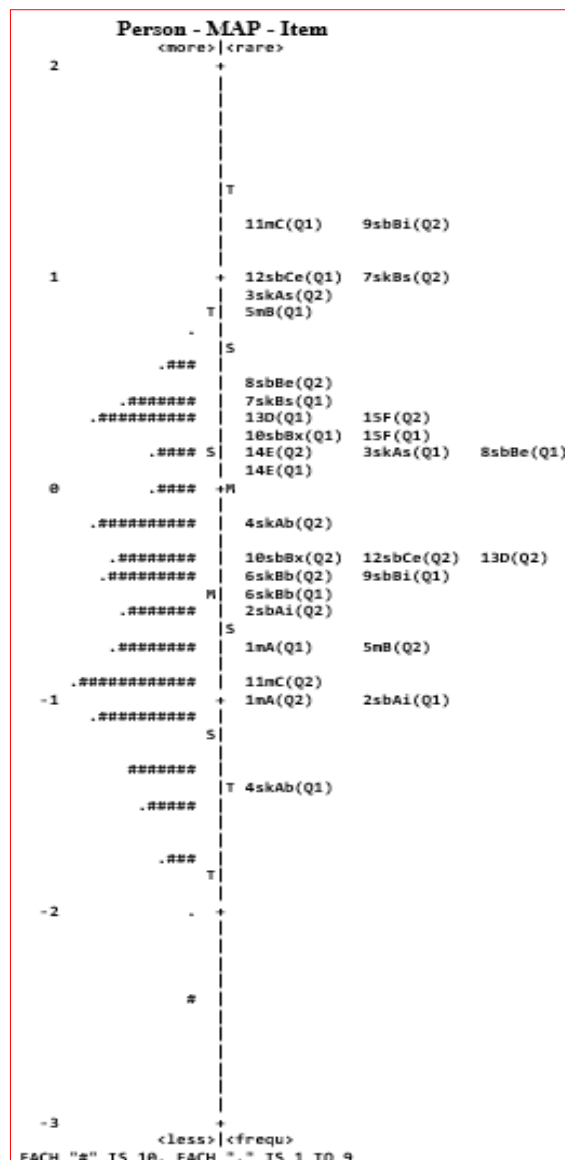 Person - MAP - Item
<more>|<rare>
2 +
|T
| 11mC(Q1) 9sbBi(Q2)
1 + 12sbCe(Q1) 7skBs(Q2)
| 3skAs(Q2)
T| 5mB(Q1)
. |
|S
.### |
| 8sbBe(Q2)
.####### | 7skBs(Q1)
.########## | 13D(Q1) 15F(Q2)
| 10sbBx(Q1) 15F(Q1)
.#### S| 14E(Q2) 3skAs(Q1) 8sbBe(Q1)
| 14E(Q1)
0 .#### +M
.########## | 4skAb(Q2)
.######## | 10sbBx(Q2) 12sbCe(Q2) 13D(Q2)
.######### | 6skBb(Q2) 9sbBi(Q1)
M| 6skBb(Q1)
.####### | 2sbAi(Q2)
|S
.######## | 1mA(Q1) 5mB(Q2)
.############ | 11mC(Q2)
-1 + 1mA(Q2) 2sbAi(Q1)
.########## |
S|
####### |
|T 4skAb(Q1)
.##### |
.### |
T|
-2 . +
# |
-3 +
<less>|<frequ>
EACH "#" IS 10. EACH "." IS 1 TO 9